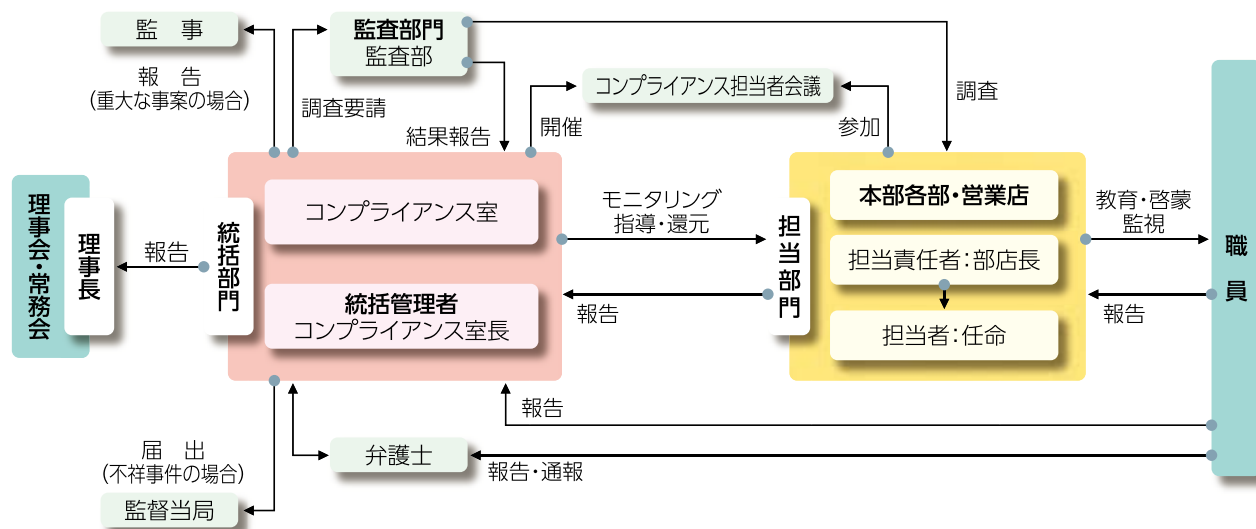 監 事
報 告
(重大な事案の場合)
調査要請
監査部門
監査部
結果報告
コンプライアンス担当者会議
開催
参加
調査
理事会・常務会
理事長
報告
統括部門
コンプライアンス室
統括管理者
コンプライアンス室長
モニタリング
指導・還元
報告
担当部門
本部各部・営業店
担当責任者：部店長
担当者：任命
教育・啓蒙
監視
報告
職 員
報告
届 出
(不祥事件の場合)
弁護士
報告・通報
監督当局